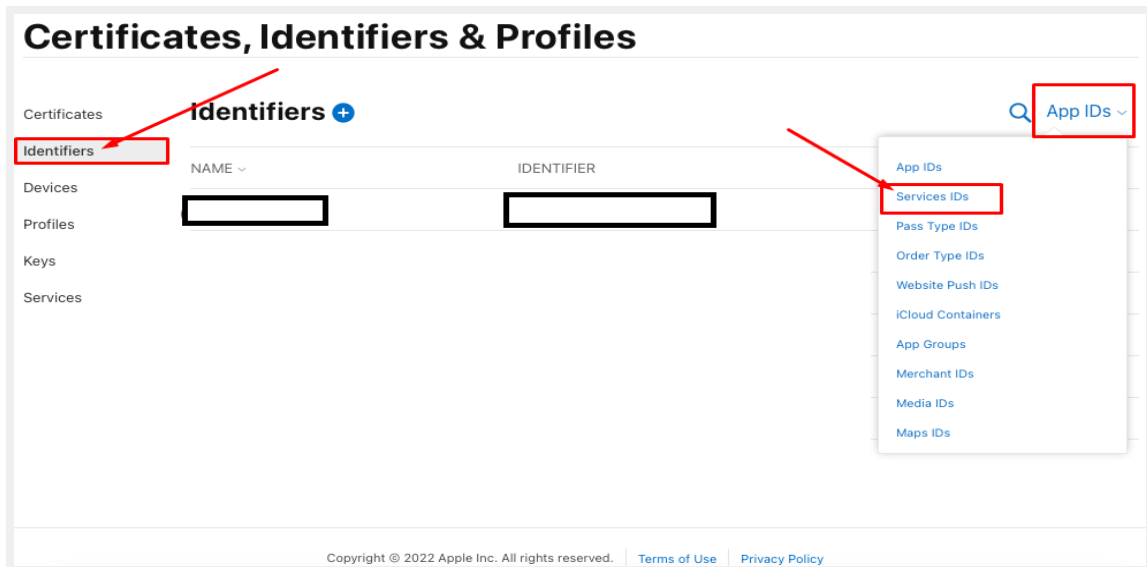 Certificates, Identifiers & Profiles
Certificates
Identifiers
Devices
Profiles
Keys
Services
Identifiers
App IDs
NAME
IDENTIFIER
App IDs
Services IDs
Pass Type IDs
Order Type IDs
Website Push IDs
iCloud Containers
App Groups
Merchant IDs
Media IDs
Maps IDs
Copyright © 2022 Apple Inc. All rights reserved. Terms of Use Privacy Policy